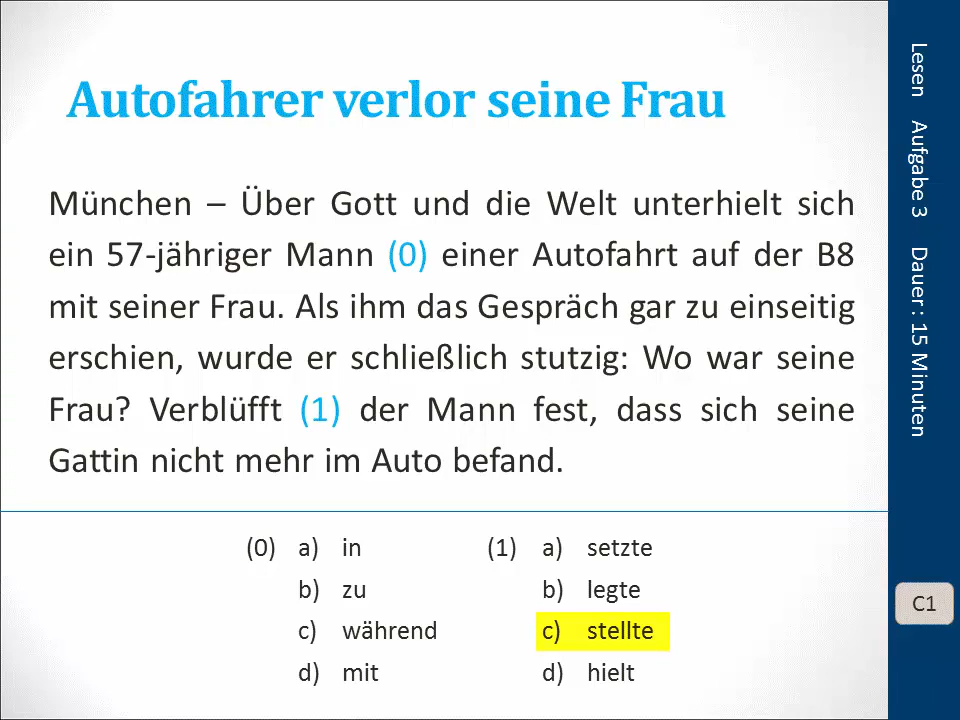 Autofahrer verlor seine Frau
München – Über Gott und die Welt unterhielt sich
ein 57-jähriger Mann (0) einer Autofahrt auf der B8
mit seiner Frau. Als ihm das Gespräch gar zu einseitig
erschien, wurde er schließlich stutzig: Wo war seine
Frau? Verblüfft (1) der Mann fest, dass sich seine
Gattin nicht mehr im Auto befand.
(0) a) in (1) a) setzte
b) zu b) legte
c) während c) stellte
d) mit d) hielt
Lesen Aufgabe 3 Dauer : 15 Minuten
C1